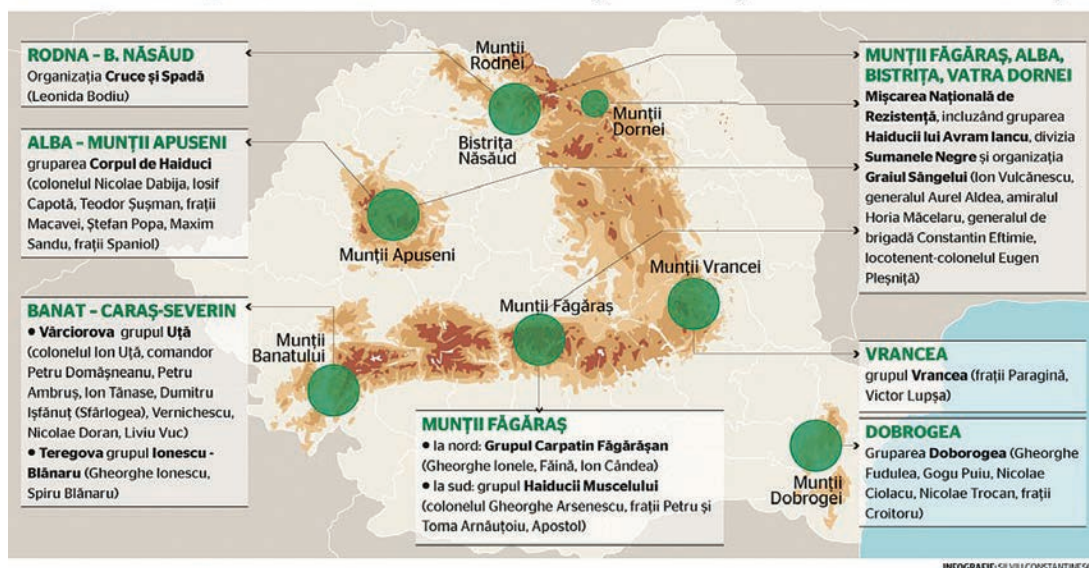 RODNA – B. NĂSĂUD
Organizația Cruce și Spadă
(Leonida Bodiu)
ALBA – MUNȚII APUSENI
gruparea Corpul de Haiduci
(colonelul Nicolae Dabija, Iosif
Capotă, Teodor Șușman, frații
Macavei, Ștefan Popa, Maxim
Sandu, frații Spaniol)
BANAT – CARAȘ-SEVERIN
• Vârciorova grupul Uță
(colonelul Ion Uță, comandor
Petru Domășneanu, Petru
Ambruș, Ion Tănase, Dumitru
Ișfănuț (Sfârlogea), Vernichescu,
Nicolae Doran, Liviu Vuc)
• Teregova grupul Ionescu -
Blănaru (Gheorghe Ionescu,
Spiru Blănaru)
Munții
Rodnei
Bistrița
Năsăud
Munții
Dornei
Munții Apuseni
Munții Vrancei
Munții Făgăraș
Munții
Banatului
Munții
Dobrogei
MUNȚII FĂGĂRAȘ
• la nord: Grupul Carpatin Făgărășan
(Gheorghe Ionele, Făină, Ion Cândea)
• la sud: grupul Haiducii Muscelului
(colonelul Gheorghe Arsenescu, frații Petru și
Toma Arnăuțoiu, Apostol)
MUNȚII FĂGĂRAȘ, ALBA,
BISTRIȚA, VATRA DORNEI
Mișcarea Națională de
Rezistență, incluzând gruparea
Haiducii lui Avram Iancu, divizia
Sumanele Negre și organizația
Graiul Sângelui (Ion Vulcănescu,
generalul Aurel Aldea, amiralul
Horia Măcelaru, generalul de
brigadă Constantin Eftimie,
locotenent-colonelul Eugen
Pleșniță)
VRANCEA
grupul Vrancea (frații Paragină,
Victor Lupșa)
DOBROGEA
Gruparea Doborogea (Gheorghe
Fudulea, Gogu Puiu, Nicolae
Ciolacu, Nicolae Trocan, frații
Croitoru)
INFOGRAFIE: SILVIU CONSTANTINESC